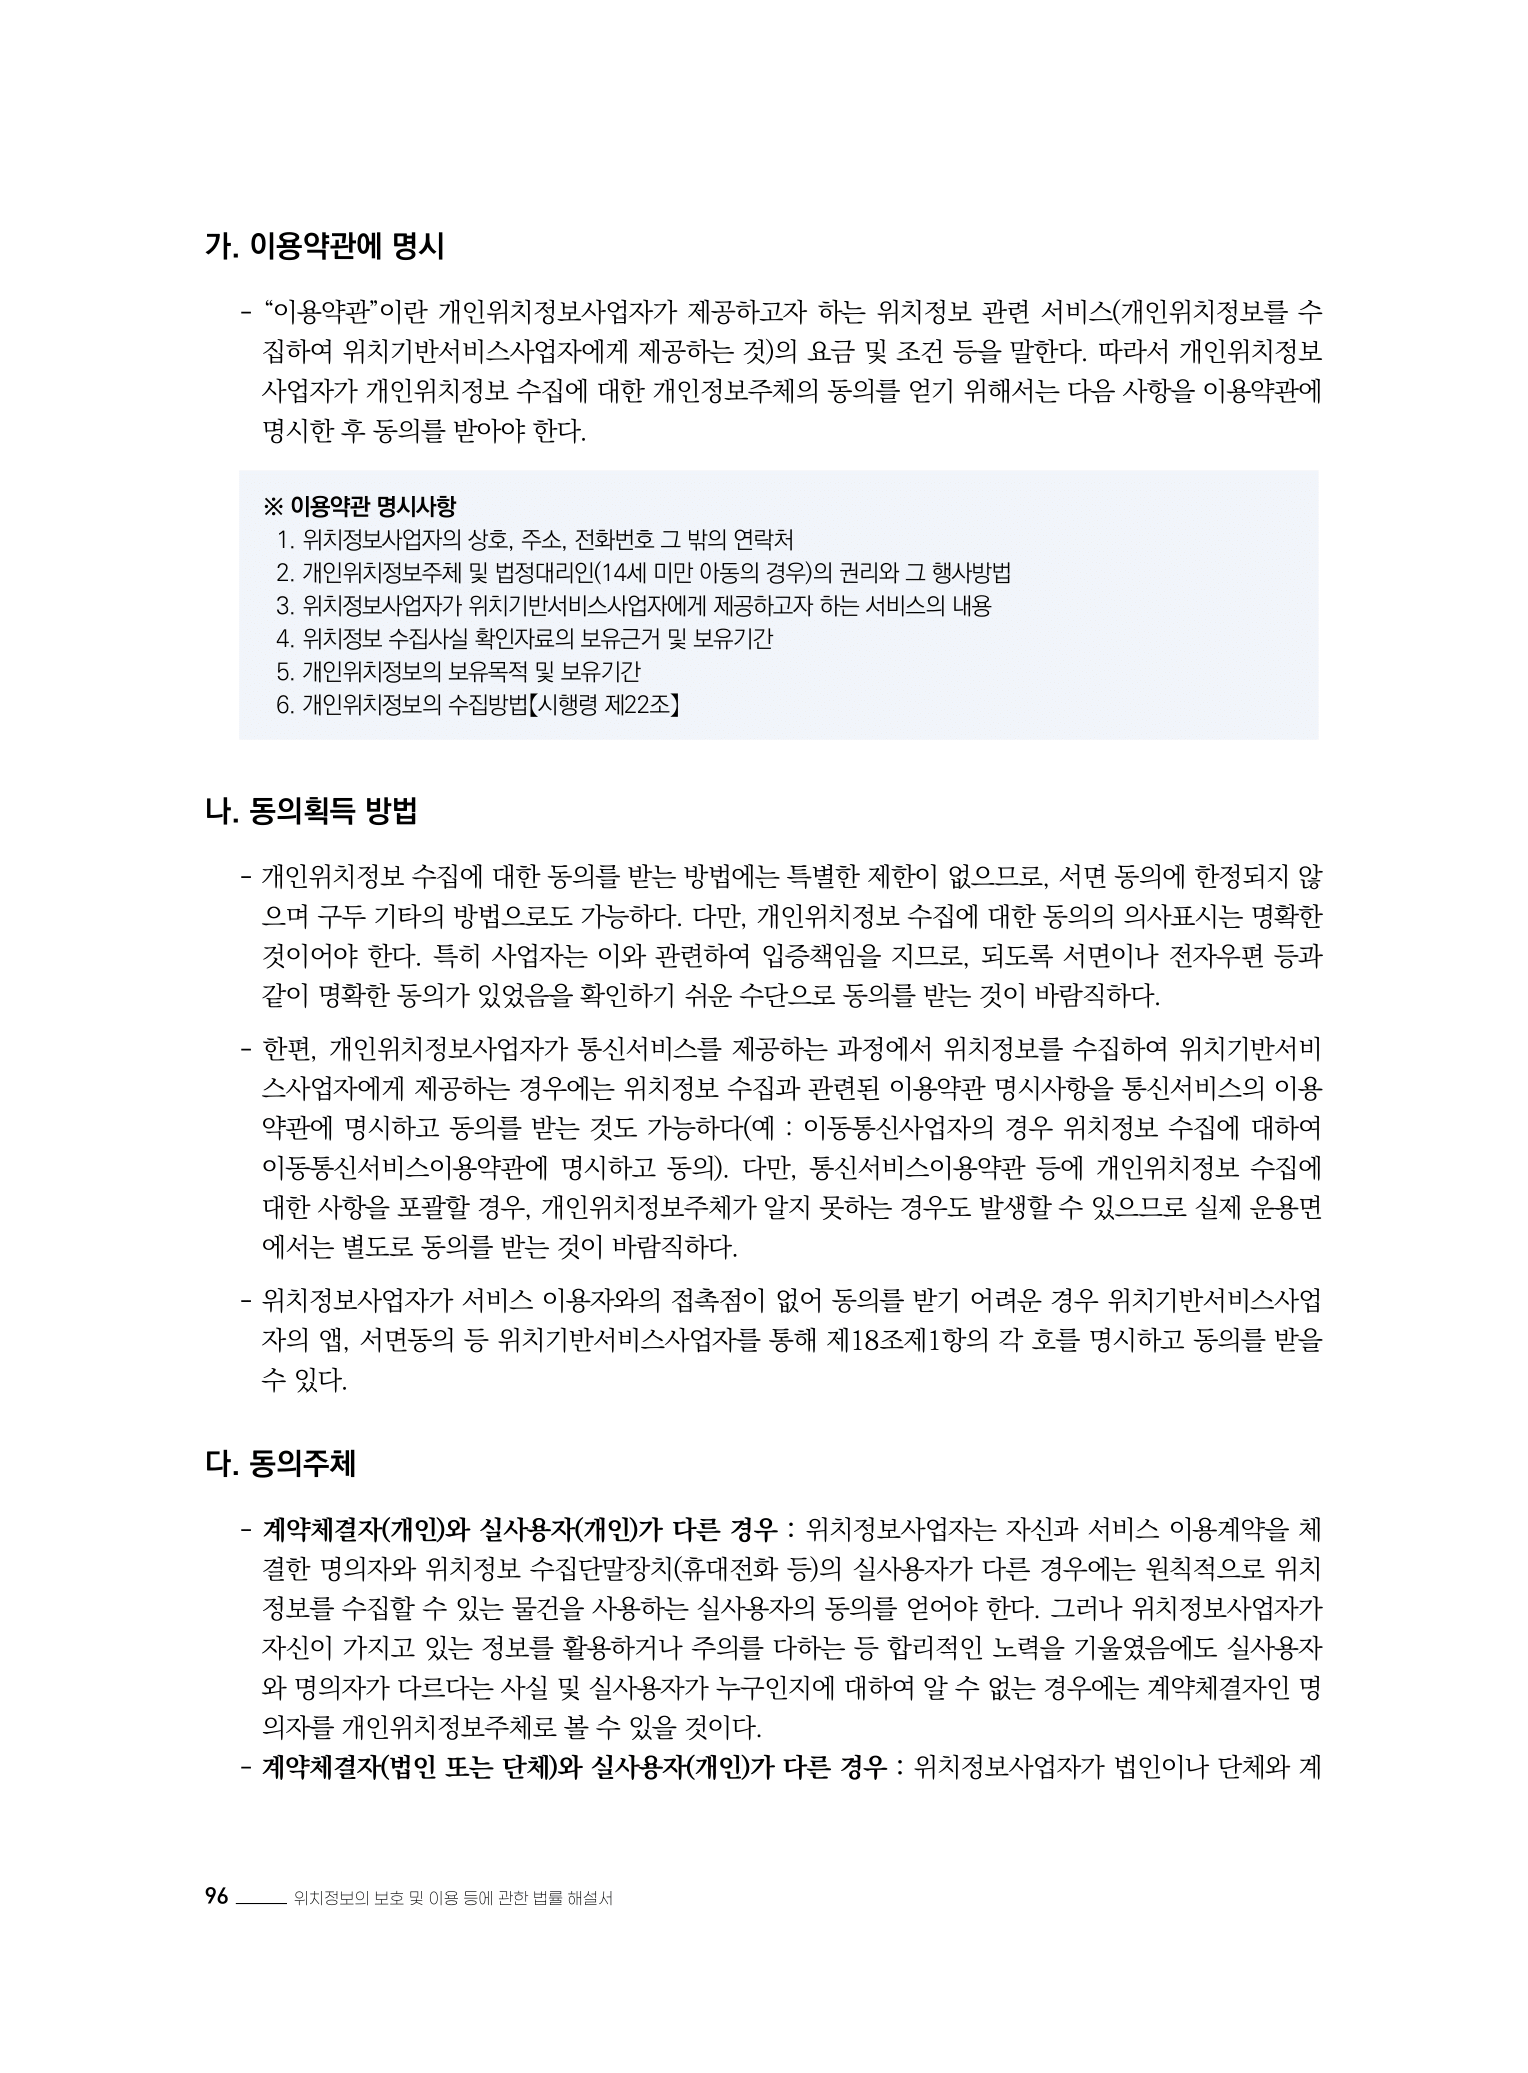 가. 이용약관에 명시
– “이용약관”이란 개인위치정보사업자가 제공하고자 하는 위치정보 관련 서비스(개인위치정보를 수
집하여 위치기반서비스사업자에게 제공하는 것)의 요금 및 조건 등을 말한다. 따라서 개인위치정보
사업자가 개인위치정보 수집에 대한 개인정보주체의 동의를 얻기 위해서는 다음 사항을 이용약관에
명시한 후 동의를 받아야 한다.
※ 이용약관 명시사항
1. 위치정보사업자의 상호, 주소, 전화번호 그 밖의 연락처
2. 개인위치정보주체 및 법정대리인(14세 미만 아동의 경우)의 권리와 그 행사방법
3. 위치정보사업자가 위치기반서비스사업자에게 제공하고자 하는 서비스의 내용
4. 위치정보 수집사실 확인자료의 보유근거 및 보유기간
5. 개인위치정보의 보유목적 및 보유기간
6. 개인위치정보의 수집방법【시행령 제22조】
나. 동의획득 방법
– 개인위치정보 수집에 대한 동의를 받는 방법에는 특별한 제한이 없으므로, 서면 동의에 한정되지 않
으며 구두 기타의 방법으로도 가능하다. 다만, 개인위치정보 수집에 대한 동의의 의사표시는 명확한
것이어야 한다. 특히 사업자는 이와 관련하여 입증책임을 지므로, 되도록 서면이나 전자우편 등과
같이 명확한 동의가 있었음을 확인하기 쉬운 수단으로 동의를 받는 것이 바람직하다.
– 한편, 개인위치정보사업자가 통신서비스를 제공하는 과정에서 위치정보를 수집하여 위치기반서비
스사업자에게 제공하는 경우에는 위치정보 수집과 관련된 이용약관 명시사항을 통신서비스의 이용
약관에 명시하고 동의를 받는 것도 가능하다(예 : 이동통신사업자의 경우 위치정보 수집에 대하여
이동통신서비스이용약관에 명시하고 동의). 다만, 통신서비스이용약관 등에 개인위치정보 수집에
대한 사항을 포괄할 경우, 개인위치정보주체가 알지 못하는 경우도 발생할 수 있으므로 실제 운용면
에서는 별도로 동의를 받는 것이 바람직하다.
– 위치정보사업자가 서비스 이용자와의 접촉점이 없어 동의를 받기 어려운 경우 위치기반서비스사업
자의 앱, 서면동의 등 위치기반서비스사업자를 통해 제18조제1항의 각 호를 명시하고 동의를 받을
수 있다.
다. 동의주체
– 계약체결자(개인)와 실사용자(개인)가 다른 경우 : 위치정보사업자는 자신과 서비스 이용계약을 체
결한 명의자와 위치정보 수집단말장치(휴대전화 등)의 실사용자가 다른 경우에는 원칙적으로 위치
정보를 수집할 수 있는 물건을 사용하는 실사용자의 동의를 얻어야 한다. 그러나 위치정보사업자가
자신이 가지고 있는 정보를 활용하거나 주의를 다하는 등 합리적인 노력을 기울였음에도 실사용자
와 명의자가 다르다는 사실 및 실사용자가 누구인지에 대하여 알 수 없는 경우에는 계약체결자인 명
의자를 개인위치정보주체로 볼 수 있을 것이다.
– 계약체결자(법인 또는 단체)와 실사용자(개인)가 다른 경우 : 위치정보사업자가 법인이나 단체와 계
96 위치정보의 보호 및 이용 등에 관한 법률 해설서